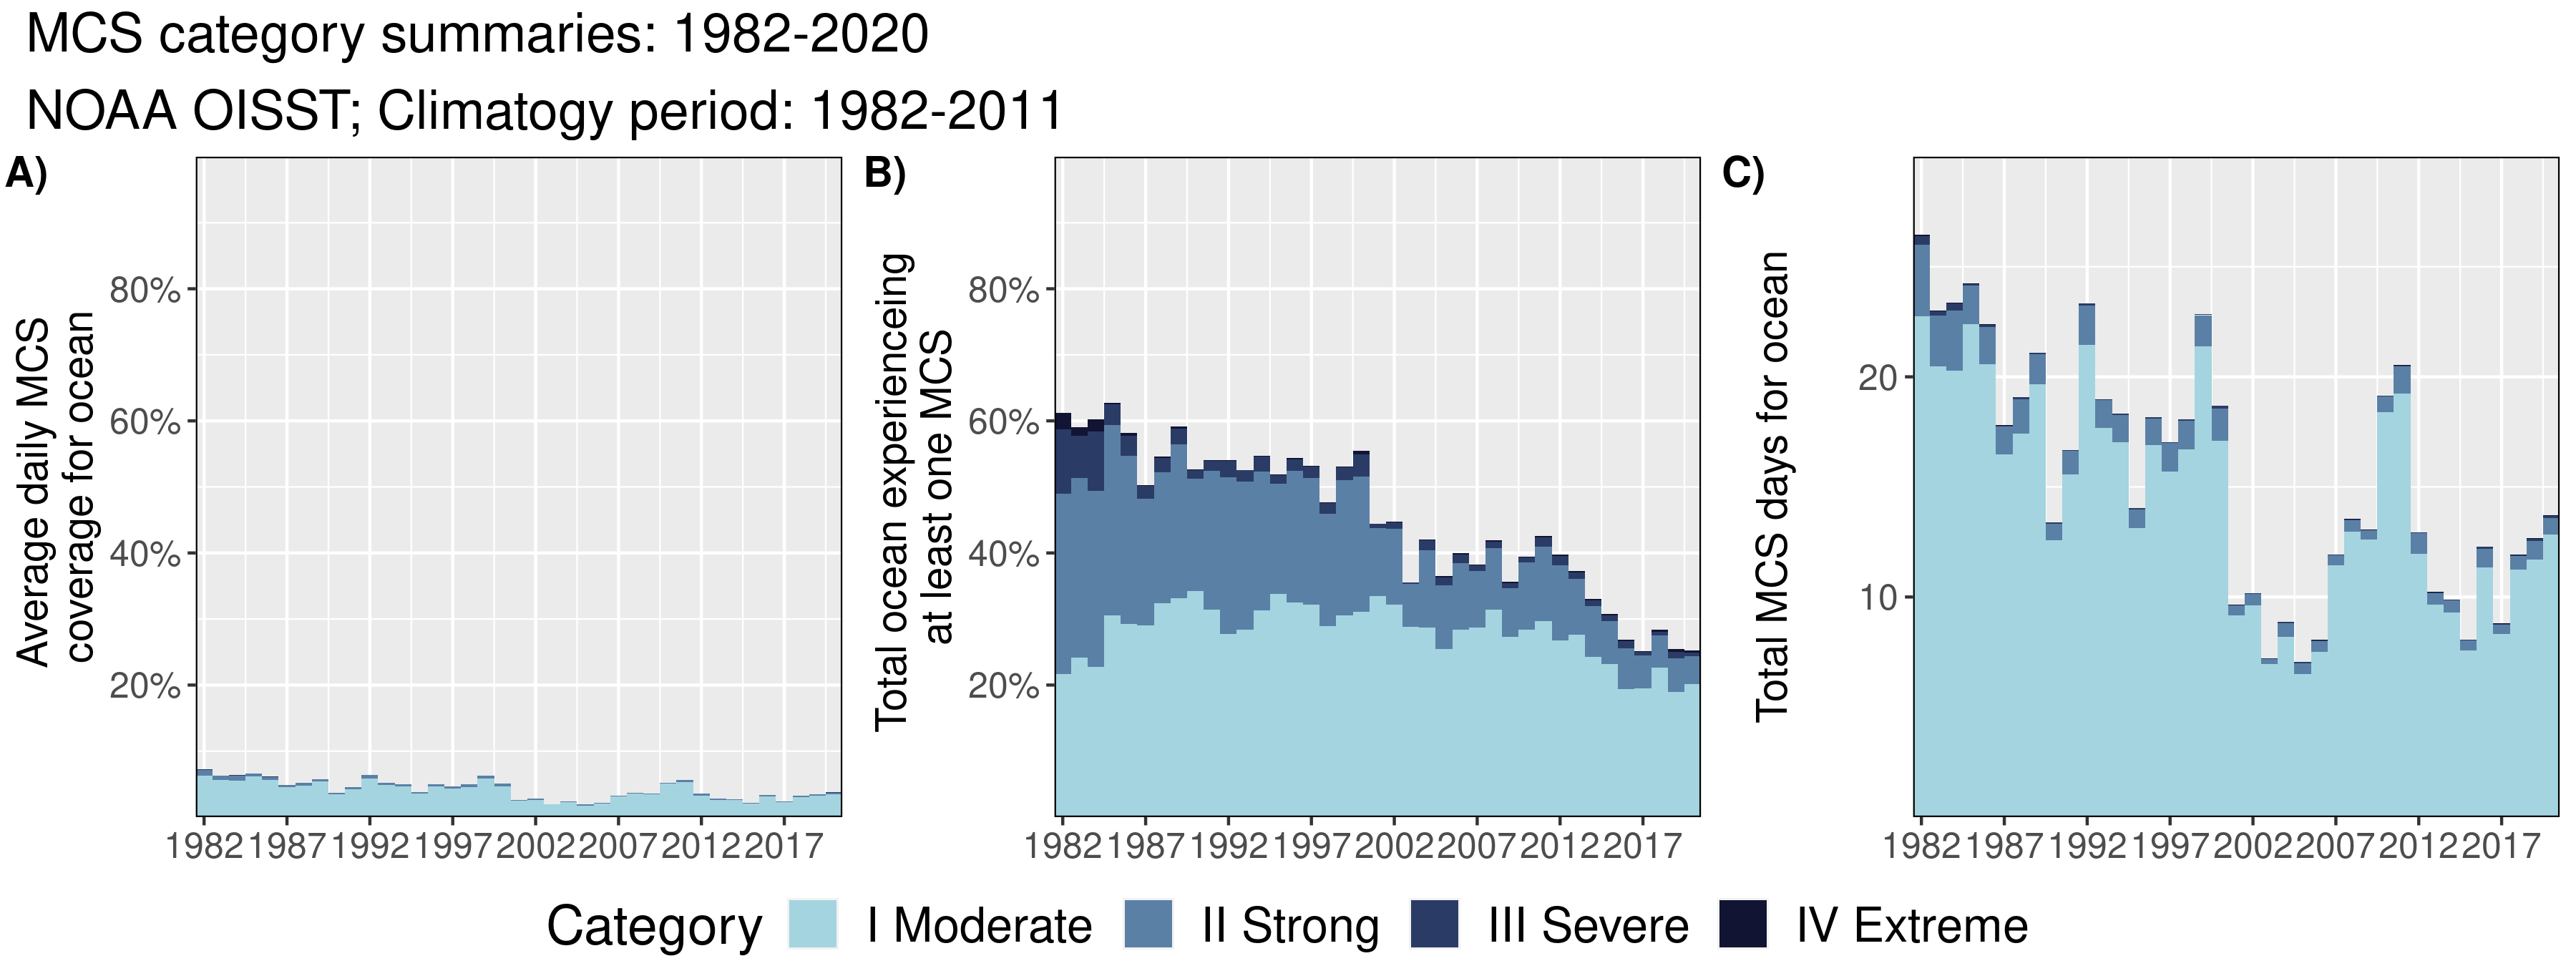 MCS category summaries: 1982-2020
NOAA OISST; Climatogy period: 1982-2011
A)
Average daily MCS
coverage for ocean
80%
60%
40%
20%
1982 1987 1992 1997 2002 2007 2012 2017
B)
Total ocean experienceing
at least one MCS
80%
60%
40%
20%
1982 1987 1992 1997 2002 2007 2012 2017
C)
Total MCS days for ocean
20
10
1982 1987 1992 1997 2002 2007 2012 2017
Category I Moderate II Strong III Severe IV Extreme